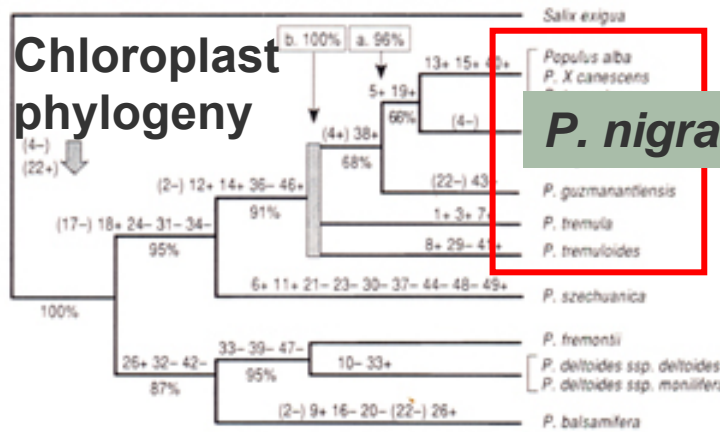 Chloroplast
phylogeny
Salix exigua
b. 100%
a. 96%
13+ 15+ 40+
Populus alba
P. X canescens
5+ 19+
66%
(4–)
P. nigra
(4–)
(22+)
(4+) 38+
68%
(22–) 43–
P. guzmanantlensis
(2–) 12+ 14+ 36– 46+
91%
1+ 3+ 7+
P. tremula
(17–) 18+ 24– 31– 34–
95%
8+ 29– 41+
P. tremuloides
6+ 11+ 21– 23– 30– 37– 44– 48– 49+
P. szechuanica
100%
33– 39– 47–
95%
P. fremontii
26+ 32– 42–
87%
10– 33+
P. deltoides ssp. deltoides
P. deltoides ssp. monilifera
(2–) 9+ 16– 20– (22–) 26+
P. balsamifera